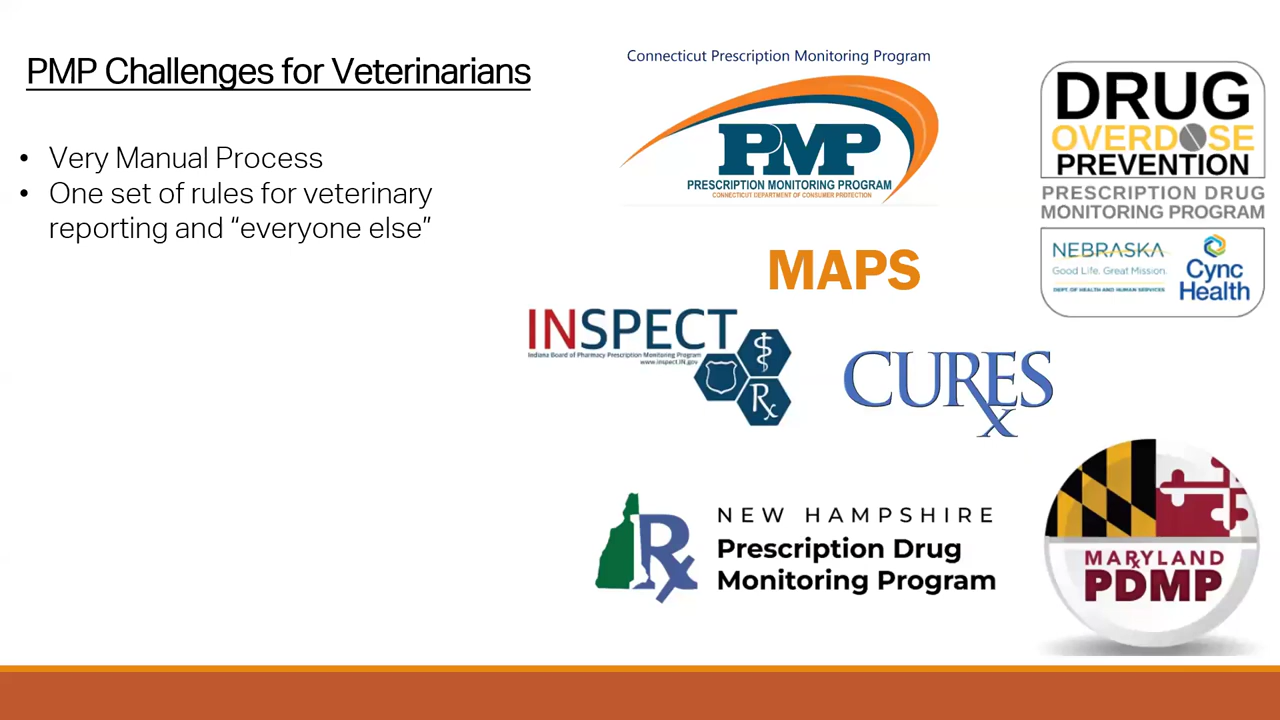 PMP Challenges for Veterinarians
• Very Manual Process
• One set of rules for veterinary
reporting and “everyone else”
Connecticut Prescription Monitoring Program
PMP
PRESCRIPTION MONITORING PROGRAM
CONNECTICUT DEPARTMENT OF CONSUMER PROTECTION
DRUG
OVERDOSE
PREVENTION
PRESCRIPTION DRUG
MONITORING PROGRAM
NEBRASKA
Good Life. Great Mission.
DEPT. OF HEALTH AND HUMAN SERVICES
Cync
Health
MAPS
INSPECT
Indiana Board of Pharmacy Prescription Monitoring Program
www.inspect.IN.gov
Rx
CURES
x
Rx
NEW HAMPSHIRE
Prescription Drug
Monitoring Program
MARYLAND
PDMP